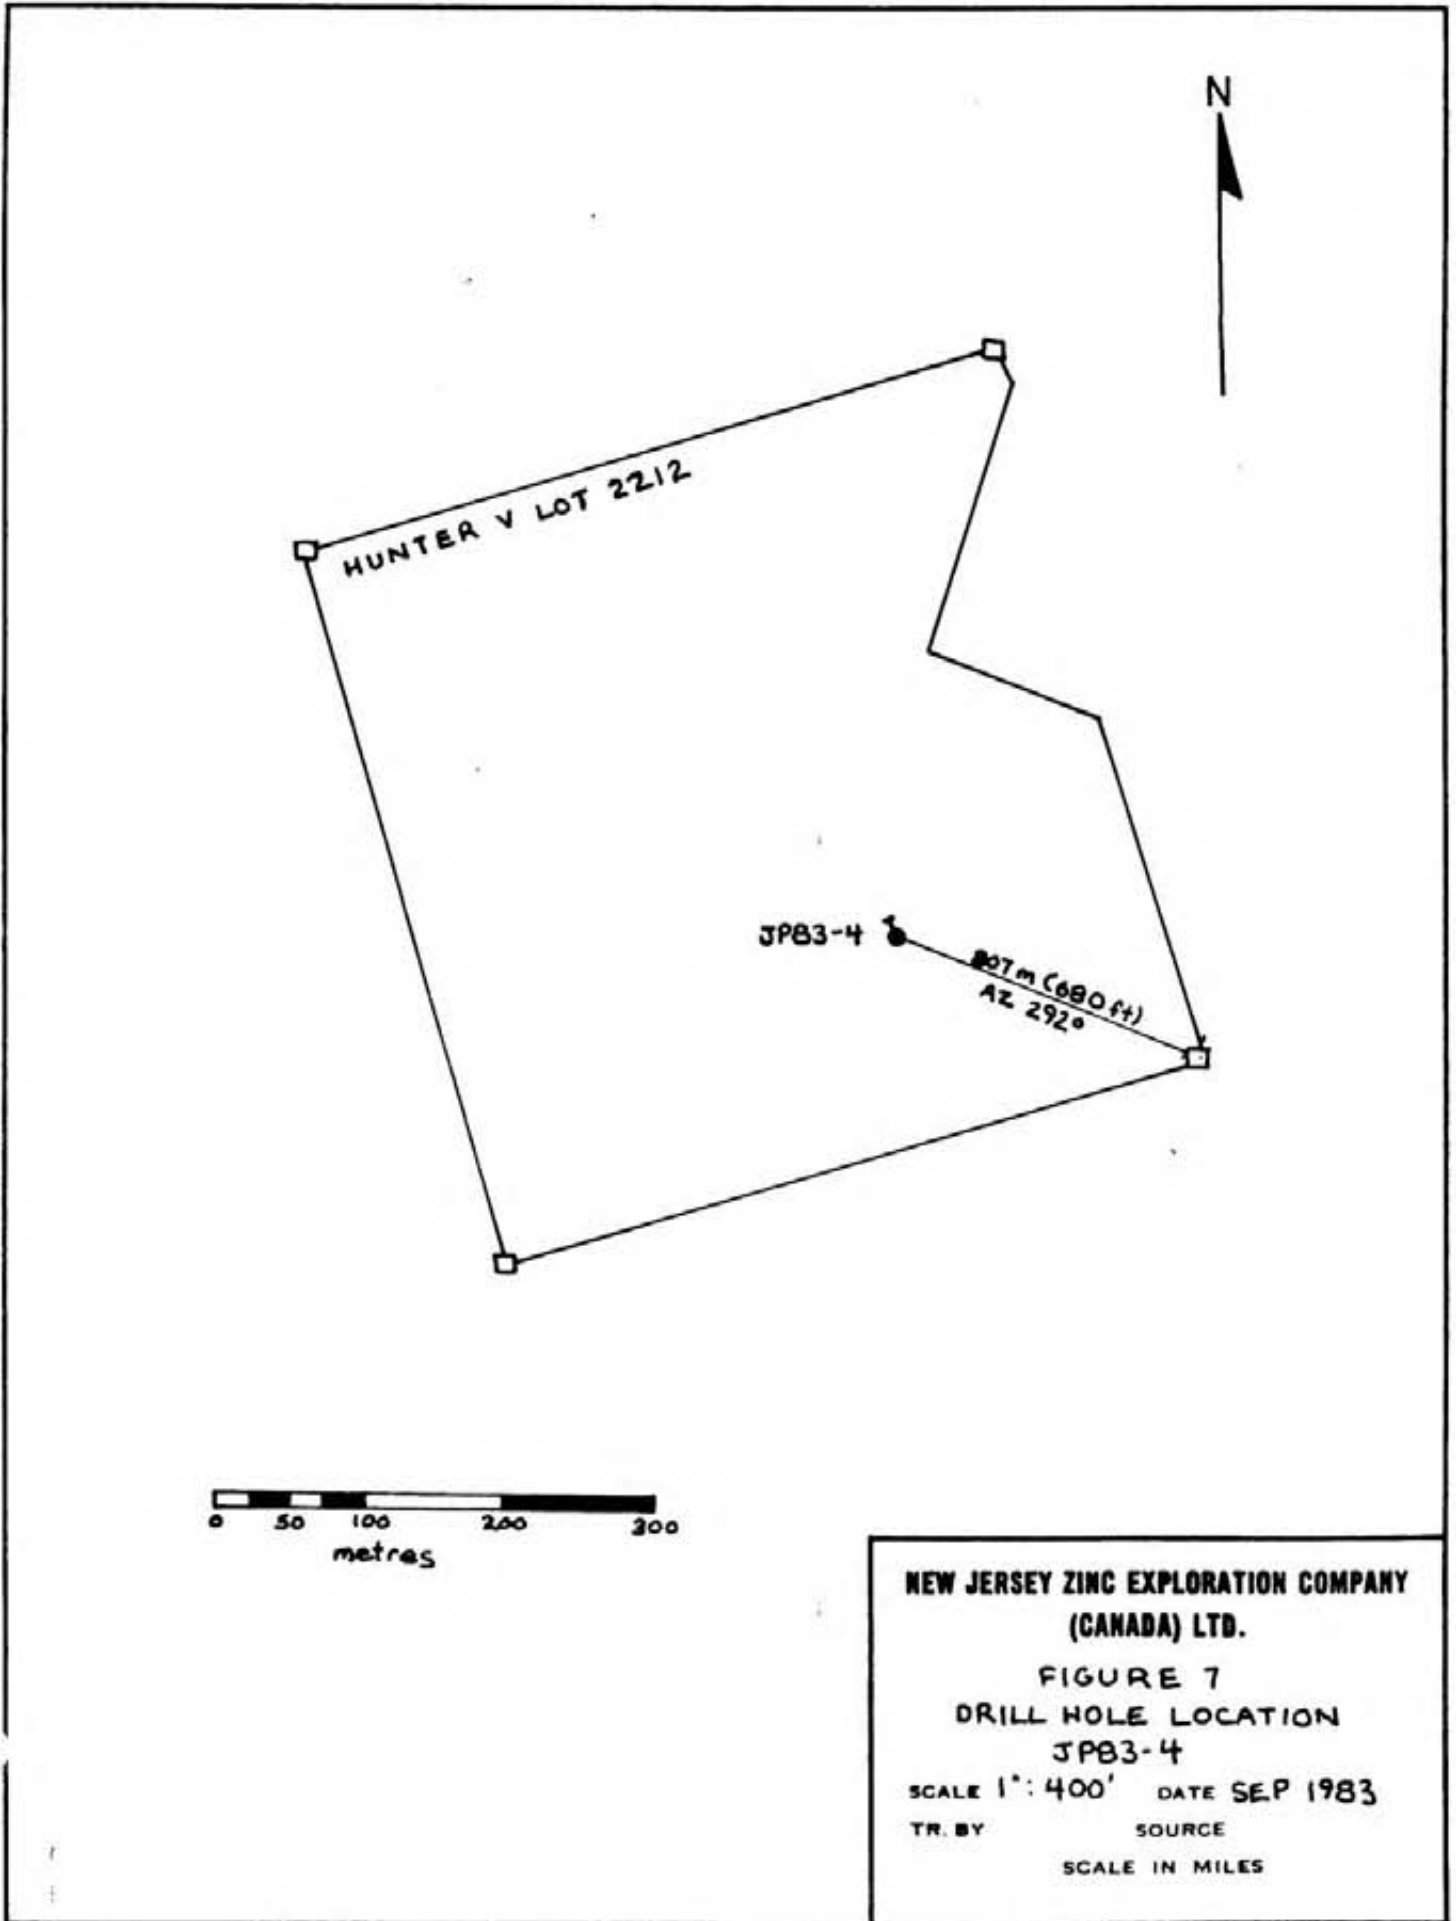 N
HUNTER V LOT 2212
JP83-4
207m (680 ft)
AZ 292°
0 50 100 200 300
metres
NEW JERSEY ZINC EXPLORATION COMPANY
(CANADA) LTD.
FIGURE 7
DRILL HOLE LOCATION
JP83-4
SCALE 1":400' DATE SEP 1983
TR. BY SOURCE
SCALE IN MILES